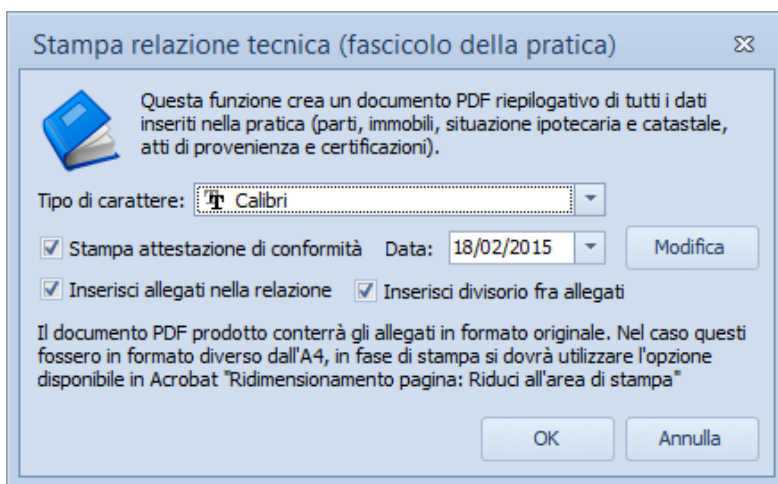 Stampa relazione tecnica (fascicolo della pratica)
Questa funzione crea un documento PDF riepilogativo di tutti i dati
inseriti nella pratica (parti, immobili, situazione ipotecaria e catastale,
atti di provenienza e certificazioni).
Tipo di carattere: Calibri
Stampa attestazione di conformità Data: 18/02/2015 Modifica
Inserisci allegati nella relazione Inserisci divisorio fra allegati
Il documento PDF prodotto conterrà gli allegati in formato originale. Nel caso questi
fossero in formato diverso dall'A4, in fase di stampa si dovrà utilizzare l'opzione
disponibile in Acrobat "Ridimensionamento pagina: Riduci all'area di stampa"
OK Annulla